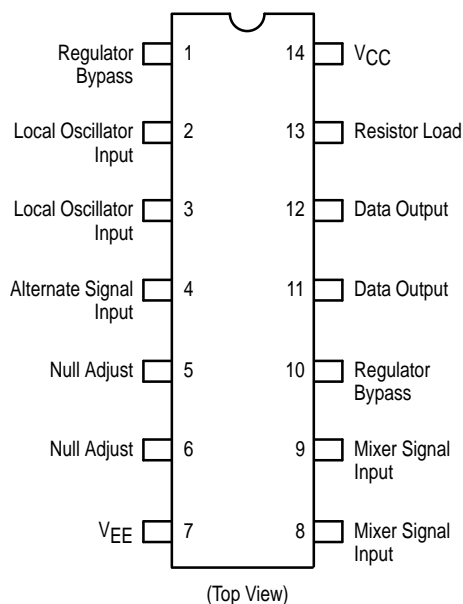 Regulator
Bypass
1
14
VCC
Local Oscillator
Input
2
13
Resistor Load
Local Oscillator
Input
3
12
Data Output
Alternate Signal
Input
4
11
Data Output
Null Adjust
5
10
Regulator
Bypass
Null Adjust
6
9
Mixer Signal
Input
VEE
7
8
Mixer Signal
Input
(Top View)